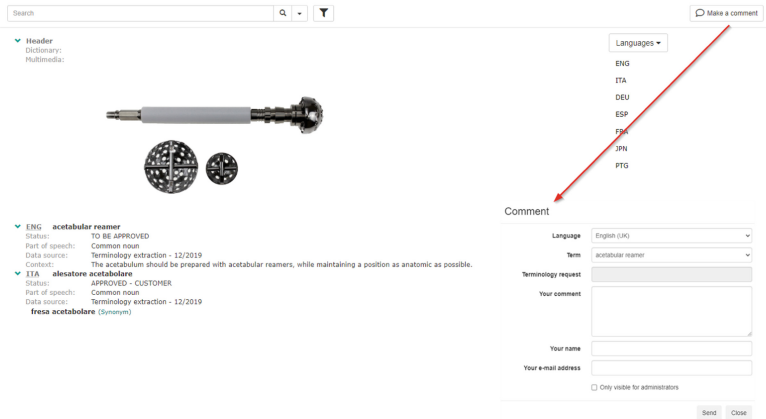 Search
Make a comment
Header
Dictionary:
Multimedia:
Languages
ENG
ITA
DEU
ESP
FRA
JPN
PTG
ENG acetabular reamer
Status: TO BE APPROVED
Part of speech: Common noun
Data source: Terminology extraction - 12/2019
Context: The acetabulum should be prepared with acetabular reamers, while maintaining a position as anatomic as possible.
ITA alesatore acetabolare
Status: APPROVED - CUSTOMER
Part of speech: Common noun
Data source: Terminology extraction - 12/2019
fresa acetabolare (Synonym)
Comment
Language English (UK)
Term acetabular reamer
Terminology request
Your comment
Your name
Your e-mail address
Only visible for administrators
Send Close